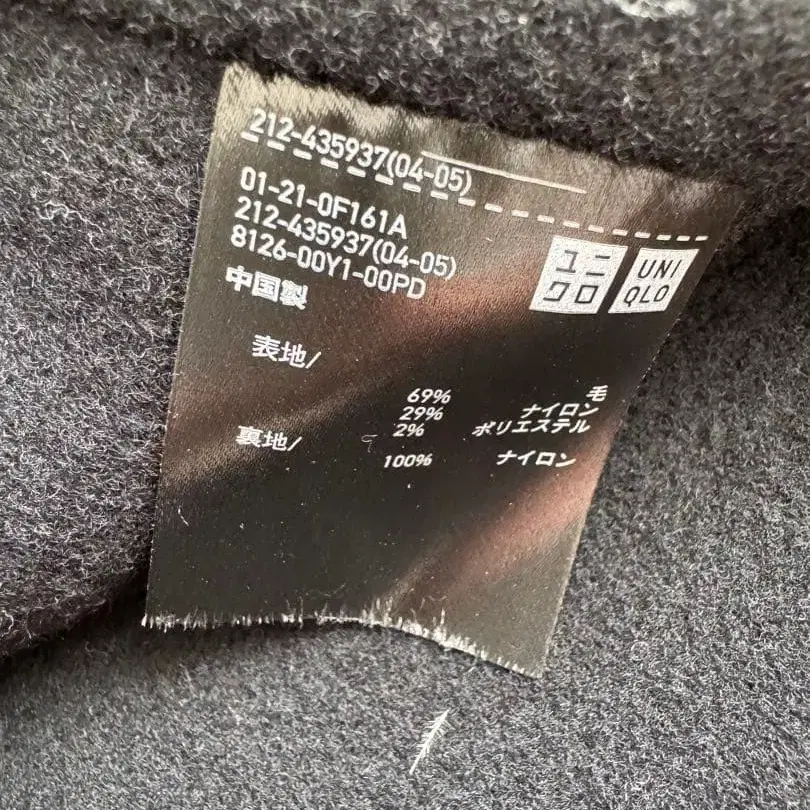 212-435937(04-05)
01-21-0F161A
212-435937(04-05)
8126-00Y1-00PD
中国製
ユニ
クロ
UNI
QLO
表地/
69% 毛
29% ナイロン
2% ポリエステル
裏地/
100% ナイロン